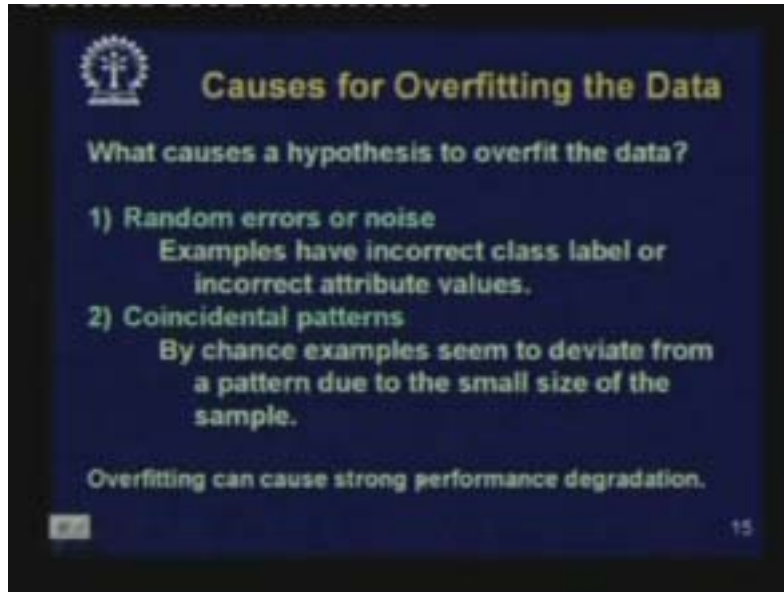 Causes for Overfitting the Data
What causes a hypothesis to overfit the data?
1) Random errors or noise
Examples have incorrect class label or
incorrect attribute values.
2) Coincidental patterns
By chance examples seem to deviate from
a pattern due to the small size of the
sample.
Overfitting can cause strong performance degradation.
15